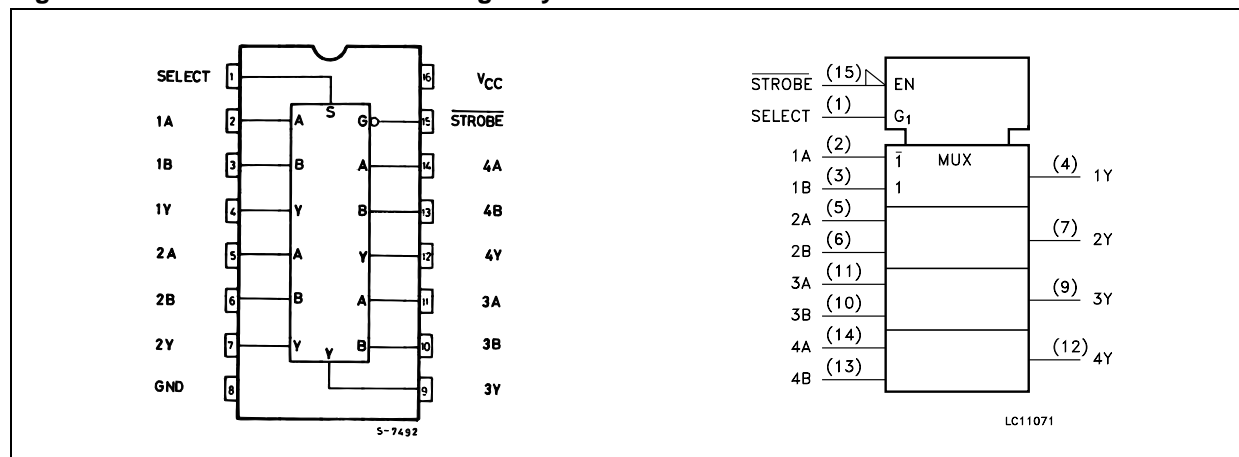 SELECT 1 16 VCC
S
1A 2 A G 15 STROBE
1B 3 B A 14 4A
1Y 4 Y B 13 4B
2A 5 A Y 12 4Y
2B 6 B A 11 3A
2Y 7 Y Y B 10 3B
GND 8 9 3Y
S-7492
STROBE (15) EN
SELECT (1) G1
1A (2) 1 MUX (4) 1Y
1B (3) 1
2A (5)
2B (6) (7) 2Y
3A (11)
3B (10) (9) 3Y
4A (14)
4B (13) (12) 4Y
LC11071